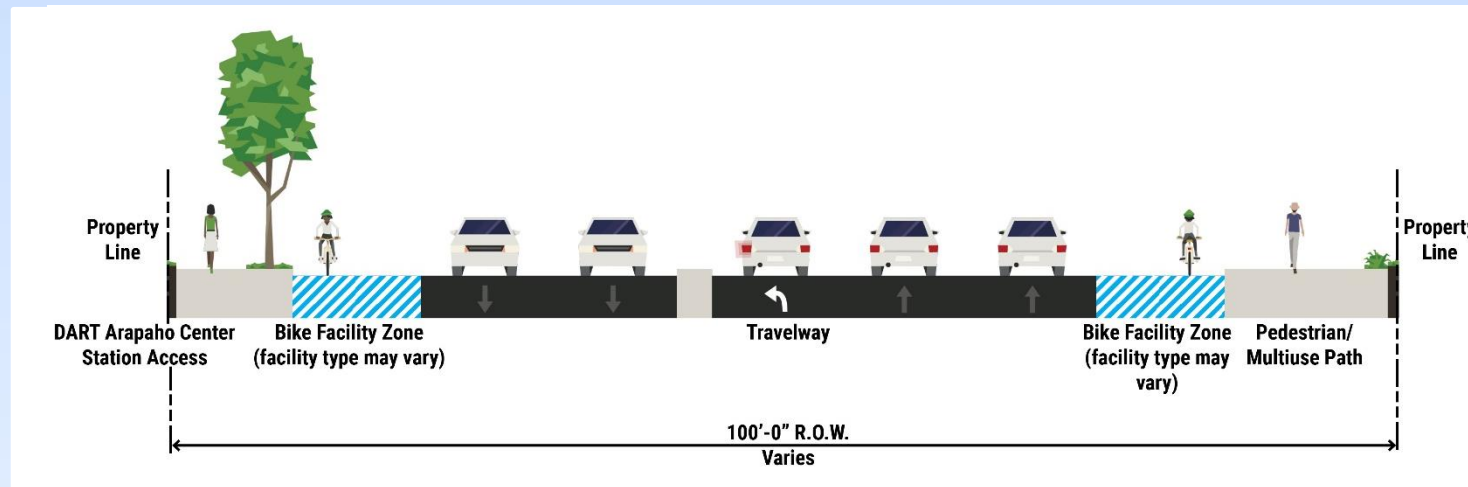 Property
Line
Property
Line
DART Arapaho Center
Station Access
Bike Facility Zone
(facility type may vary)
Travelway
Bike Facility Zone
(facility type may
vary)
Pedestrian/
Multiuse Path
100’-0” R.O.W.
Varies